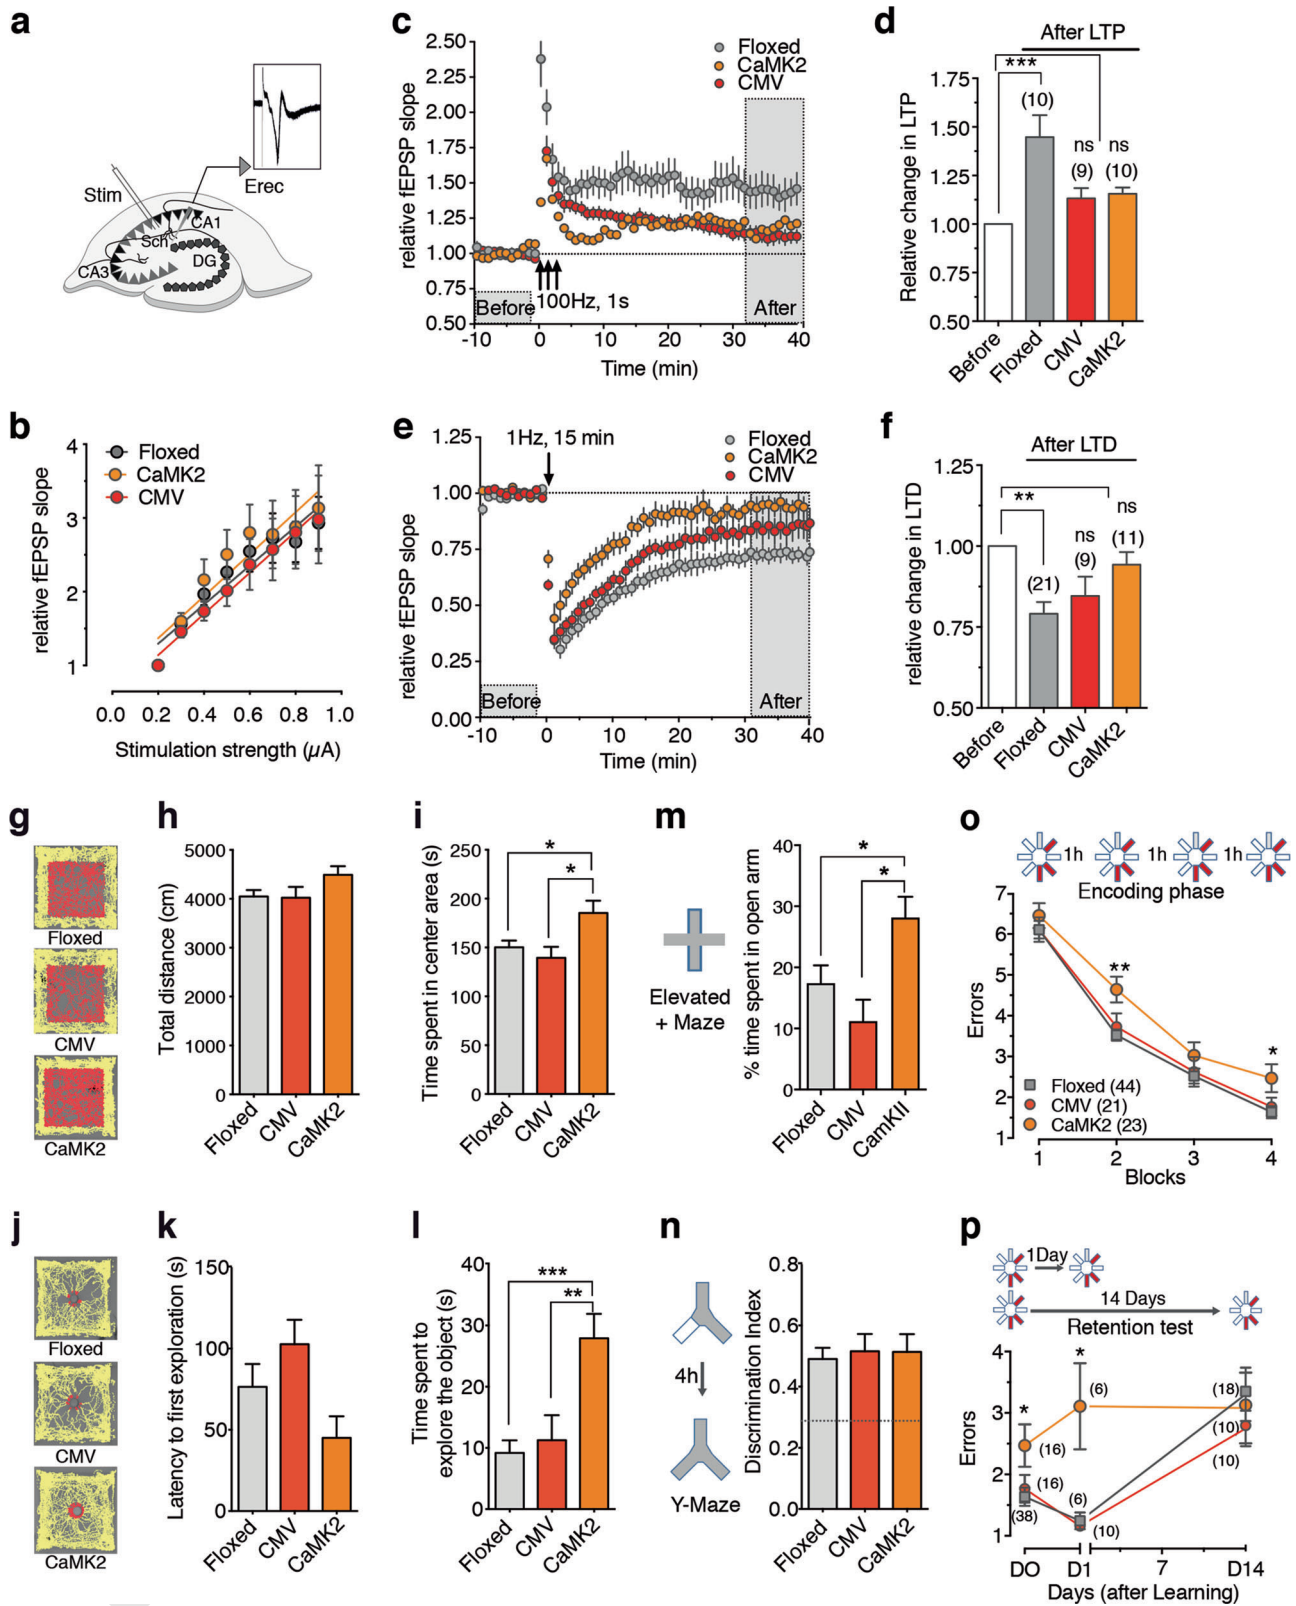 a
Stim
Erec
CA1
Sch
CA3
DG
b
relative fEPSP slope
4
3
2
1
Floxed
CaMK2
CMV
0.0
0.2
0.4
0.6
0.8
1.0
Stimulation strength (µA)
c
relative fEPSP slope
2.50
2.25
2.00
1.75
1.50
1.25
1.00
0.75
0.50
Floxed
CaMK2
CMV
Before
100Hz, 1s
After
-10
0
10
20
30
40
Time (min)
d
After LTP
***
Relative change in LTP
1.75
1.50
1.25
1.00
0.75
0.50
(10)
ns
(9)
ns
(10)
Before
Floxed
CMV
CaMK2
e
relative fEPSP slope
1.25
1.00
0.75
0.50
0.25
0.00
1Hz, 15 min
Floxed
CaMK2
CMV
Before
After
-10
0
10
20
30
40
Time (min)
f
After LTD
**
relative change in LTD
1.25
1.00
0.75
0.50
(21)
ns
(9)
ns
(11)
Before
Floxed
CMV
CaMK2
g
Floxed
CMV
CaMK2
h
Total distance (cm)
5000
4000
3000
2000
1000
0
Floxed
CMV
CaMK2
i
Time spent in center area (s)
250
200
150
100
50
0
*
*
Floxed
CMV
CaMK2
m
Elevated
+ Maze
% time spent in open arm
40
30
20
10
0
*
*
Floxed
CMV
CamKII
o
1h
1h
1h
Encoding phase
Errors
7
6
5
4
3
2
1
**
*
Floxed (44)
CMV (21)
CaMK2 (23)
1
2
3
4
Blocks
j
Floxed
CMV
CaMK2
k
Latency to first exploration (s)
150
100
50
0
Floxed
CMV
CaMK2
l
Time spent to
explore the object (s)
40
30
20
10
0
***
**
Floxed
CMV
CaMK2
n
4h
Y-Maze
Discrimination Index
0.8
0.6
0.4
0.2
0.0
Floxed
CMV
CaMK2
p
1Day
14 Days
Retention test
Errors
4
3
2
1
*
*
(6)
(16)
(16)
(38)
(6)
(10)
(18)
(10)
(10)
DO
D1
7
D14
Days (after Learning)